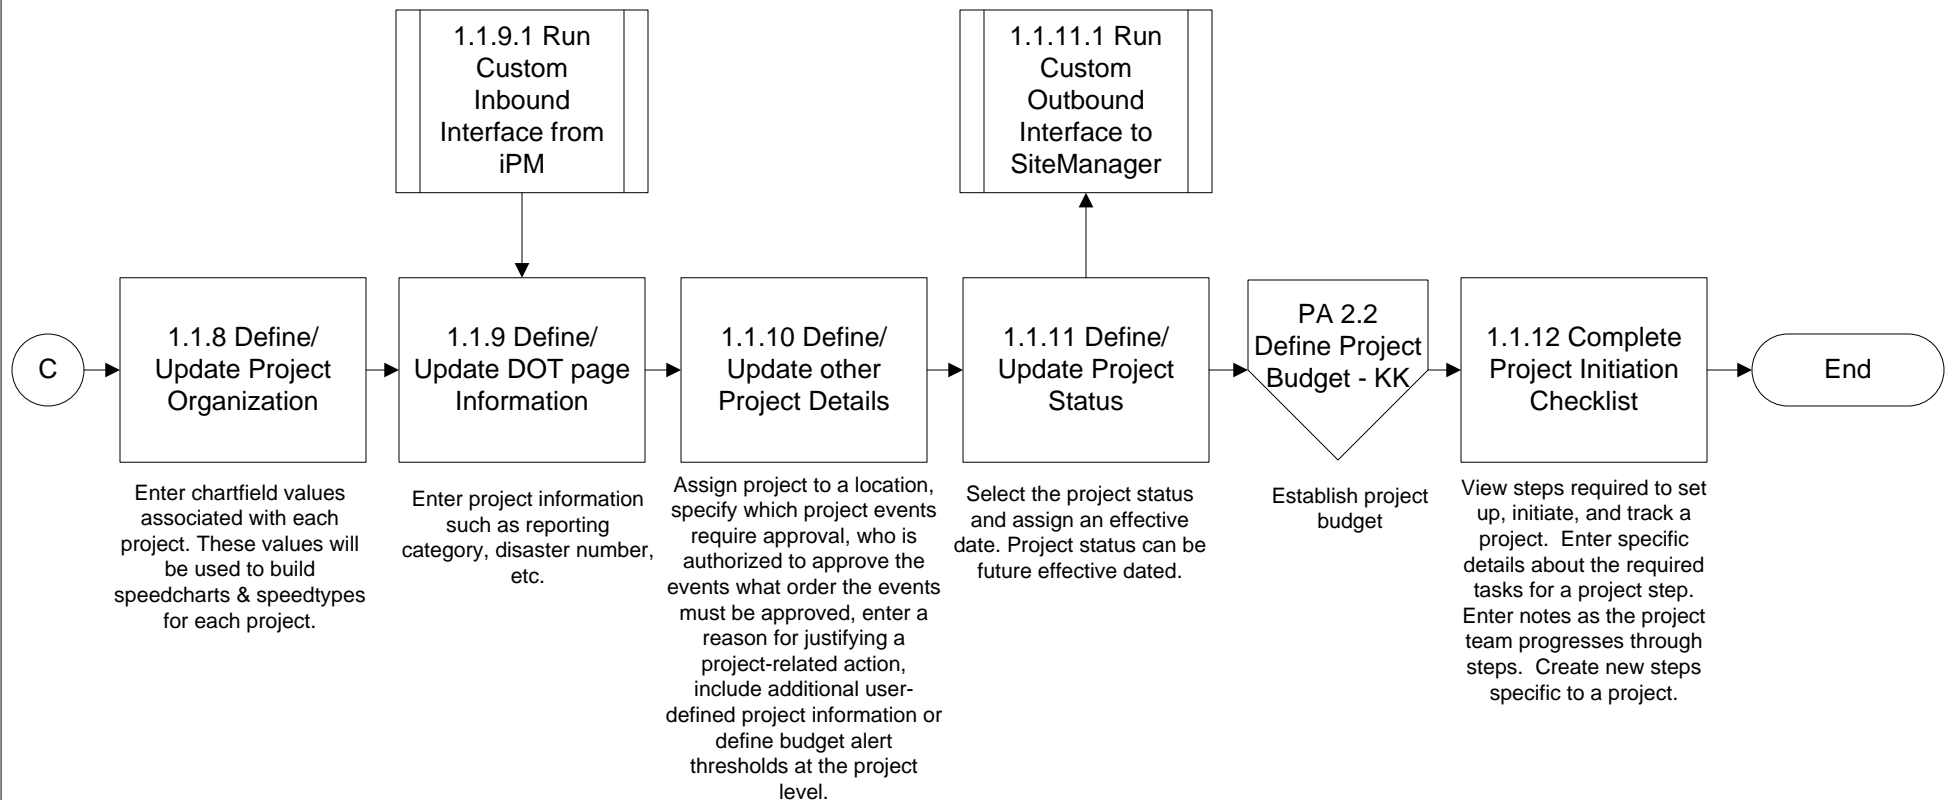 1.1.9.1 Run
Custom
Inbound
Interface from
iPM
1.1.11.1 Run
Custom
Outbound
Interface to
SiteManager
C
1.1.8 Define/
Update Project
Organization
1.1.9 Define/
Update DOT page
Information
1.1.10 Define/
Update other
Project Details
1.1.11 Define/
Update Project
Status
PA 2.2
Define Project
Budget - KK
1.1.12 Complete
Project Initiation
Checklist
End
Enter chartfield values
associated with each
project. These values will
be used to build
speedcharts & speedtypes
for each project.
Enter project information
such as reporting
category, disaster number,
etc.
Assign project to a location,
specify which project events
require approval, who is
authorized to approve the
events what order the events
must be approved, enter a
reason for justifying a
project-related action,
include additional user-
defined project information or
define budget alert
thresholds at the project
level.
Select the project status
and assign an effective
date. Project status can be
future effective dated.
Establish project
budget
View steps required to set
up, initiate, and track a
project.  Enter specific
details about the required
tasks for a project step.
Enter notes as the project
team progresses through
steps.  Create new steps
specific to a project.